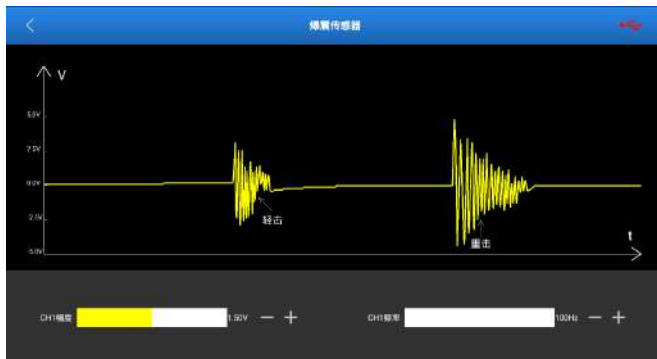 爆震传感器
V
5.0V
2.5V
0.0V
2.5V
-5.0V
轻击
重击
t
CH1幅度 1.50V － ＋
CH1频率 100Hz － ＋